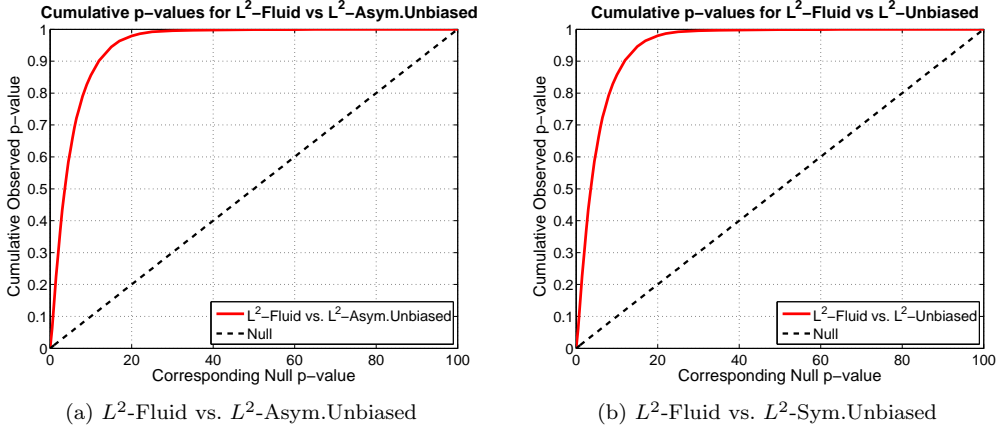 Cumulative p-values for L²-Fluid vs L²-Asym.Unbiased
1
0.9
0.8
0.7
0.6
0.5
0.4
0.3
0.2
0.1
0
Cumulative Observed p-value
L²-Fluid vs. L²-Asym.Unbiased
Null
0 20 40 60 80 100
Corresponding Null p-value
(a) L²-Fluid vs. L²-Asym.Unbiased
Cumulative p-values for L²-Fluid vs L²-Unbiased
1
0.9
0.8
0.7
0.6
0.5
0.4
0.3
0.2
0.1
0
Cumulative Observed p-value
L²-Fluid vs. L²-Unbiased
Null
0 20 40 60 80 100
Corresponding Null p-value
(b) L²-Fluid vs. L²-Sym.Unbiased